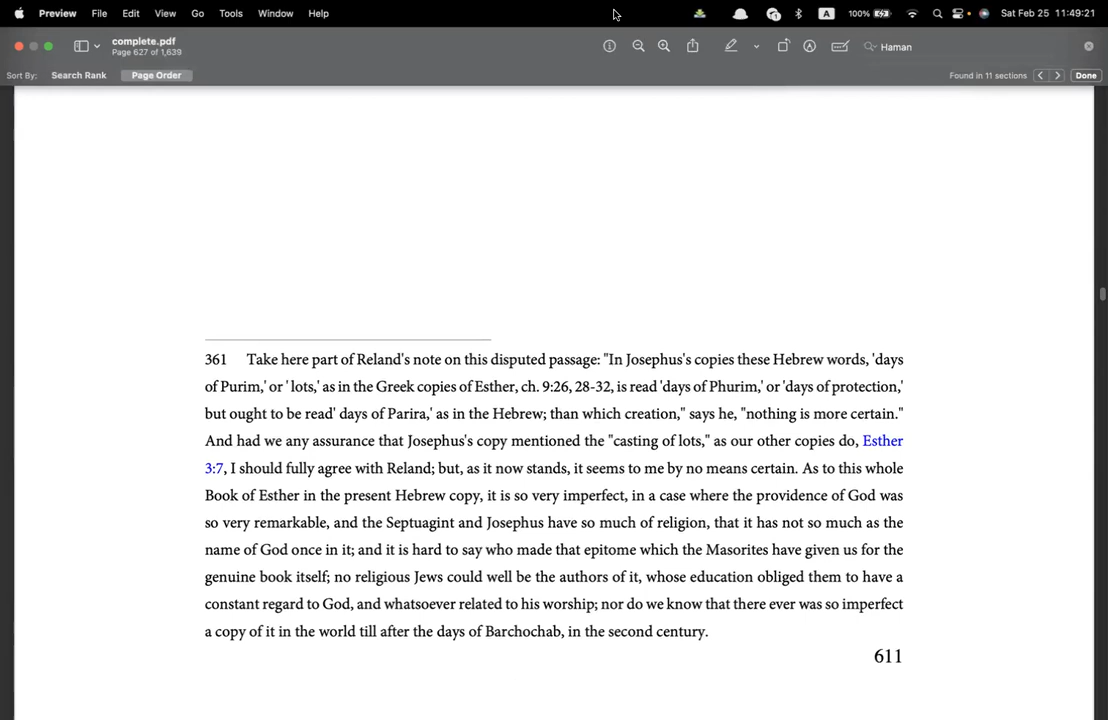 Preview File Edit View Go Tools Window Help A 100% Sat Feb 25 11:49:21
complete.pdf
Page 627 of 1,639
Haman
Sort By: Search Rank Page Order Found in 11 sections Done
361 Take here part of Reland's note on this disputed passage: "In Josephus's copies these Hebrew words, 'days
of Purim,' or ' lots,' as in the Greek copies of Esther, ch. 9:26, 28-32, is read 'days of Phurim,' or 'days of protection,'
but ought to be read' days of Parira,' as in the Hebrew; than which creation," says he, "nothing is more certain."
And had we any assurance that Josephus's copy mentioned the "casting of lots," as our other copies do, Esther
3:7, I should fully agree with Reland; but, as it now stands, it seems to me by no means certain. As to this whole
Book of Esther in the present Hebrew copy, it is so very imperfect, in a case where the providence of God was
so very remarkable, and the Septuagint and Josephus have so much of religion, that it has not so much as the
name of God once in it; and it is hard to say who made that epitome which the Masorites have given us for the
genuine book itself; no religious Jews could well be the authors of it, whose education obliged them to have a
constant regard to God, and whatsoever related to his worship; nor do we know that there ever was so imperfect
a copy of it in the world till after the days of Barchochab, in the second century.
611